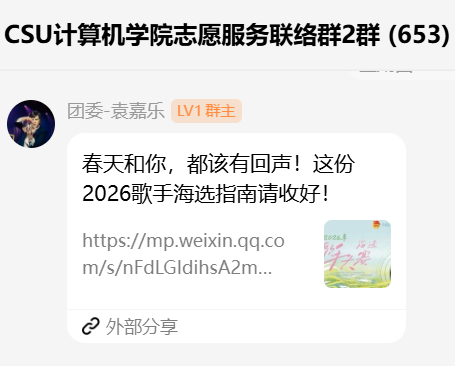 CSU计算机学院志愿服务联络群2群 (653)
团委-袁嘉乐 LV1 群主
春天和你，都该有回声！这份
2026歌手海选指南请收好！
https://mp.weixin.qq.co
m/s/nFdLGIdihsA2m...
外部分享